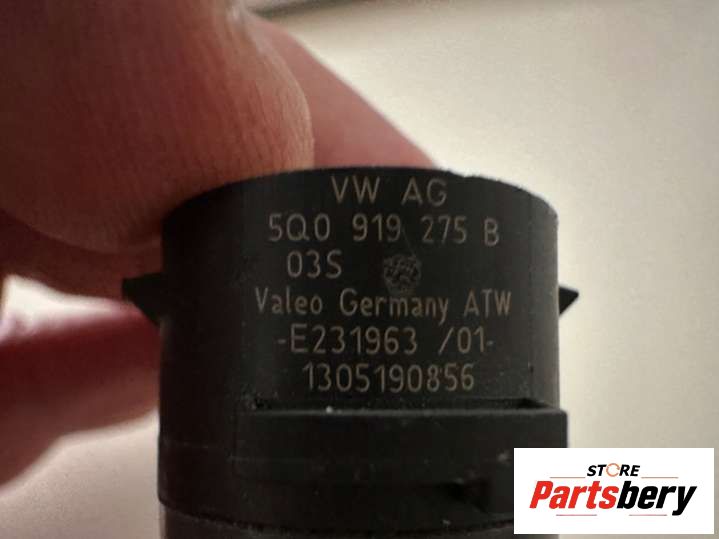 VW AG
5Q0 919 275 B
03S
Valeo Germany ATW
-E231963 /01-
1305190856
STORE
Partsbery